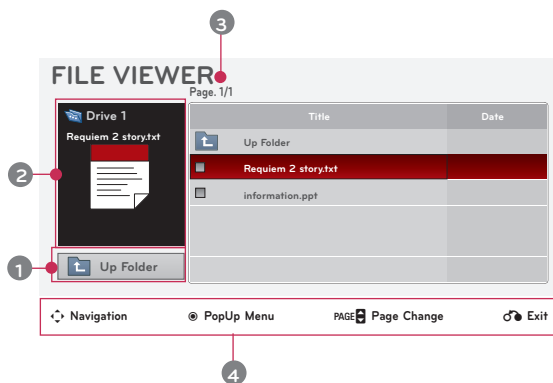 3
FILE VIEWER
Page. 1/1
Drive 1
Requiem 2 story.txt
Title Date
Up Folder
Requiem 2 story.txt
information.ppt
2
1
Up Folder
Navigation PopUp Menu PAGE Page Change Exit
4